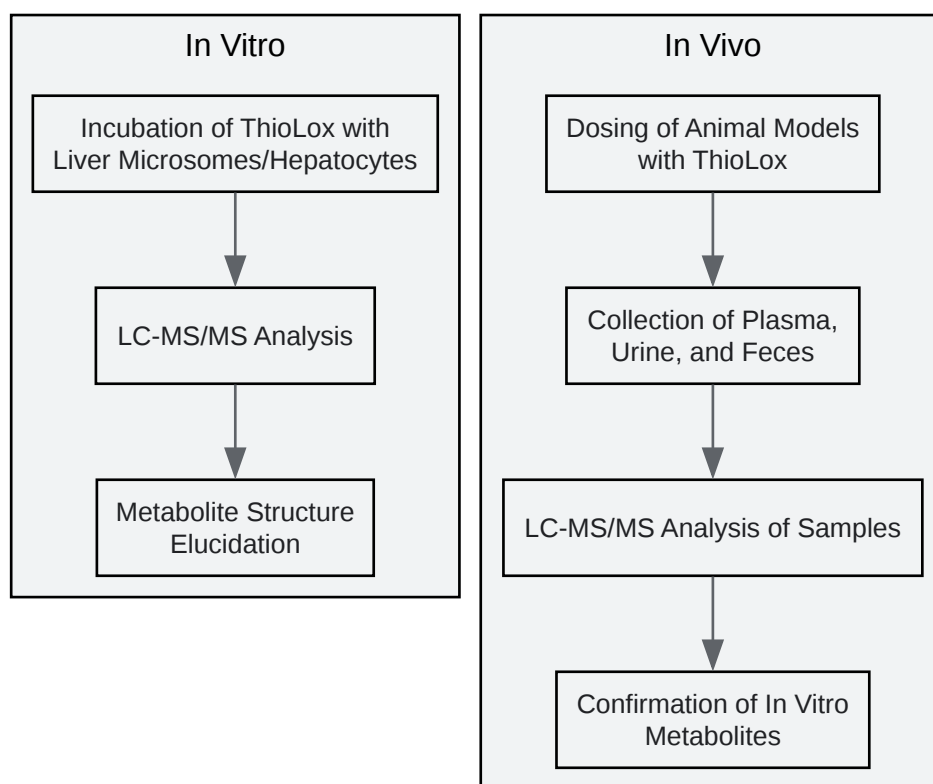 In Vitro
Incubation of ThioLox with
Liver Microsomes/Hepatocytes
LC-MS/MS Analysis
Metabolite Structure
Elucidation
In Vivo
Dosing of Animal Models
with ThioLox
Collection of Plasma,
Urine, and Feces
LC-MS/MS Analysis of Samples
Confirmation of In Vitro
Metabolites